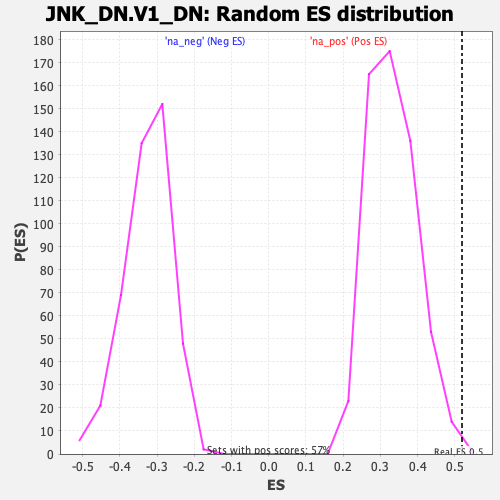 JNK_DN.V1_DN: Random ES distribution
'na_neg' (Neg ES) 'na_pos' (Pos ES)
180
170
160
150
140
130
120
110
100
90
80
70
60
50
40
30
20
10
0
P(ES)
Sets with pos scores: 57%
Real ES 0.5
-0.5 -0.4 -0.3 -0.2 -0.1 0.0 0.1 0.2 0.3 0.4 0.5
ES